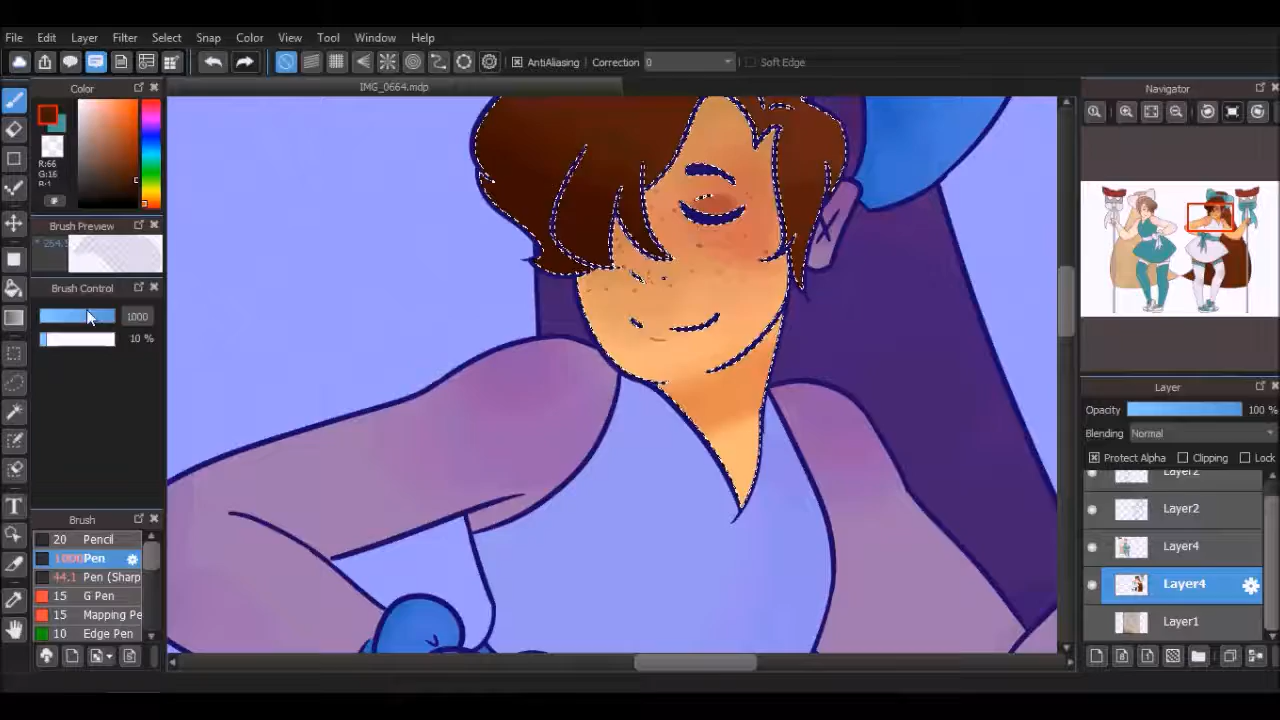 File Edit Layer Filter Select Snap Color View Tool Window Help
AntiAliasing Correction 0 Soft Edge
Color
IMG_0664.mdp
Navigator
R:66
G:16
B:1
Brush Preview
Brush Control
1000
10 %
Layer
Opacity 100 %
Blending Normal
Protect Alpha Clipping Lock
Layer2
Layer2
Layer4
Layer4
Layer1
Brush
20 Pencil
1000 Pen
44.1 Pen (Sharp
15 G Pen
15 Mapping Pe
10 Edge Pen